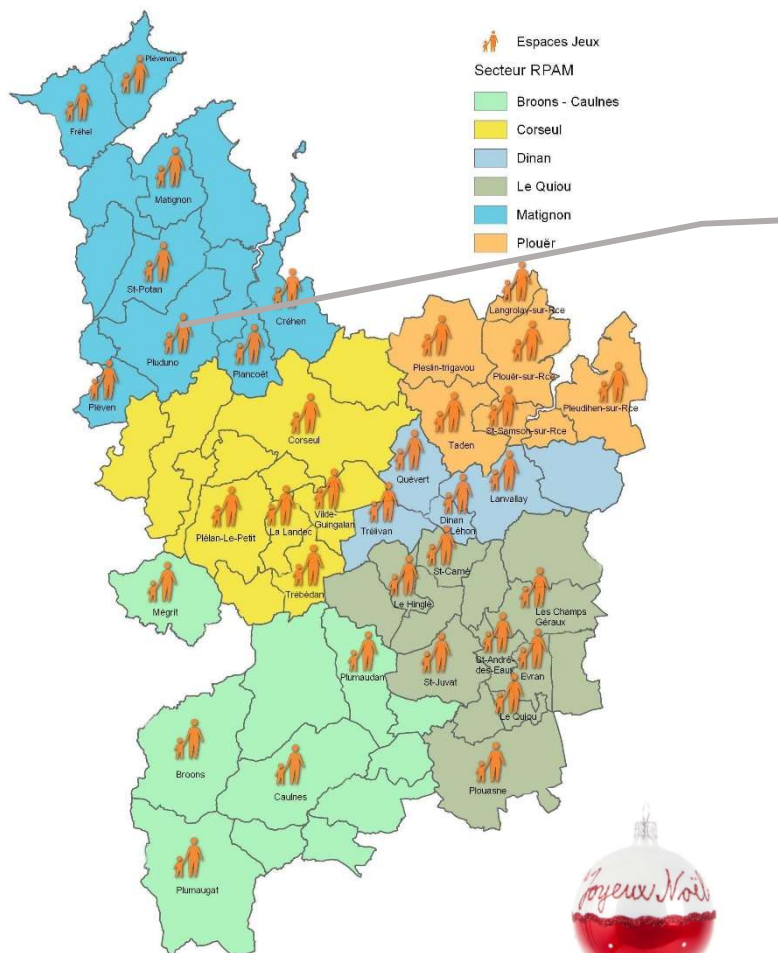 Plévenon
Espaces Jeux
Secteur RPAM
Fréhel
Broons - Caulnes
Corseul
Dinan
Le Quiou
Matignon
Plouër
Matignon
St-Potan
Langrolay-sur-Rce
Créhen
Pluduno
Plancoët
Pleslin-trigavou
Plouër-sur-Rce
Pléven
Pleudihen-sur-Rce
Corseul
Taden
St-Samson-sur-Rce
Quévert
Lanvallay
Vildé-
Guingalan
Plélan-Le-Petit
La Landec
Trélivan
Dinan
Léhon
St-Carné
Trébédan
Mégrit
Le Hinglé
Les Champs
Géraux
St-André-
des-Eaux
Evran
St-Juvat
Plumaudan
Le Quiou
Broons
Caulnes
Plouasne
Plumaugat
Joyeux Noël